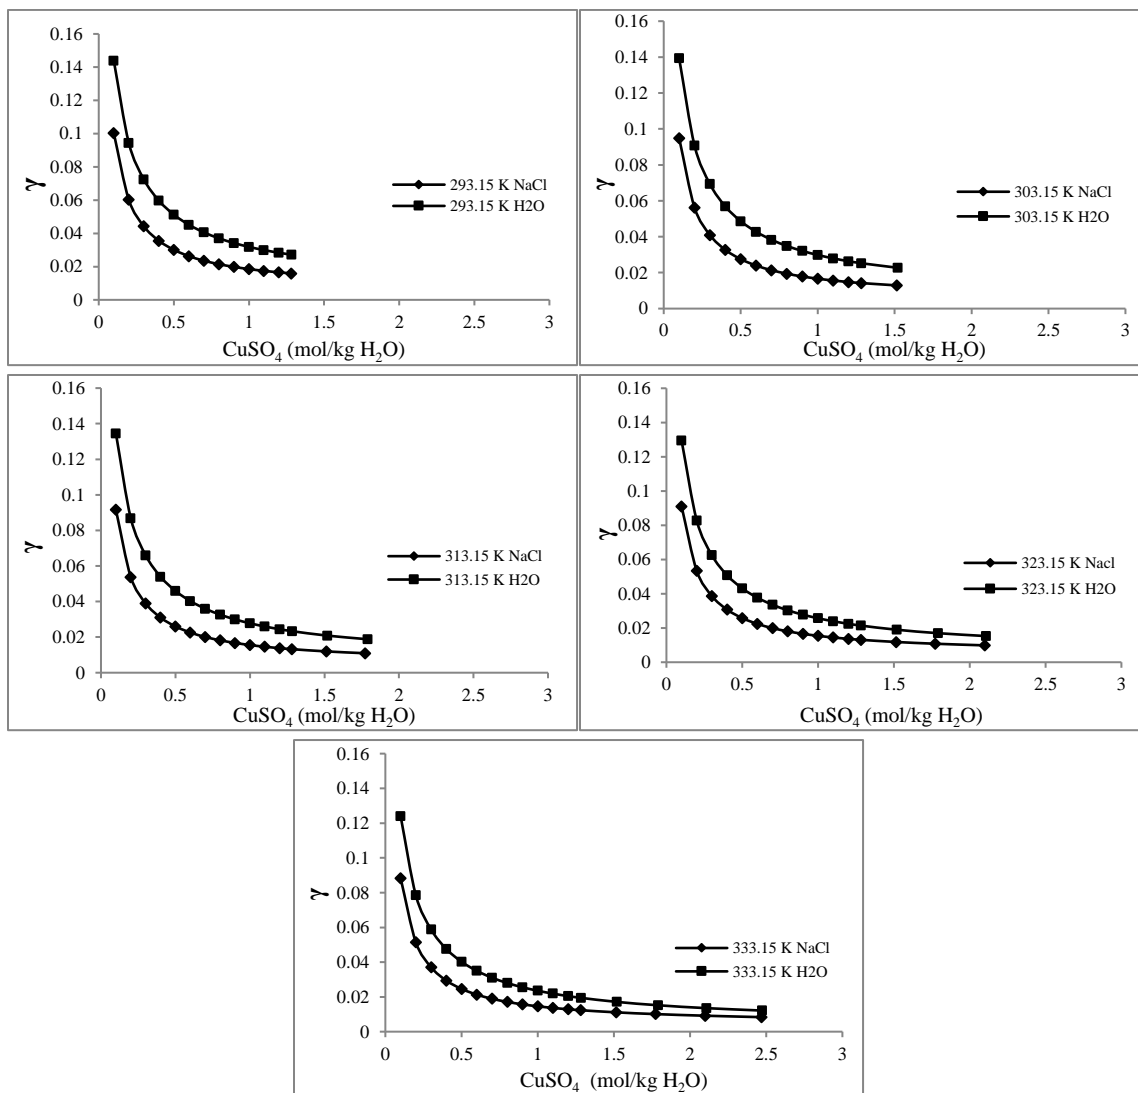 0.16
0.14
0.12
0.1
0.08
0.06
0.04
0.02
0
γ
0 0.5 1 1.5 2 2.5 3
CuSO₄ (mol/kg H₂O)
293.15 K NaCl
293.15 K H2O
0.16
0.14
0.12
0.1
0.08
0.06
0.04
0.02
0
γ
0 0.5 1 1.5 2 2.5 3
CuSO₄ (mol/kg H₂O)
303.15 K NaCl
303.15 K H2O
0.16
0.14
0.12
0.1
0.08
0.06
0.04
0.02
0
γ
0 0.5 1 1.5 2 2.5 3
CuSO₄ (mol/kg H₂O)
313.15 K NaCl
313.15 K H2O
0.16
0.14
0.12
0.1
0.08
0.06
0.04
0.02
0
γ
0 0.5 1 1.5 2 2.5 3
CuSO₄ (mol/kg H₂O)
323.15 K Nacl
323.15 K H2O
0.16
0.14
0.12
0.1
0.08
0.06
0.04
0.02
0
γ
0 0.5 1 1.5 2 2.5 3
CuSO₄ (mol/kg H₂O)
333.15 K NaCl
333.15 K H2O